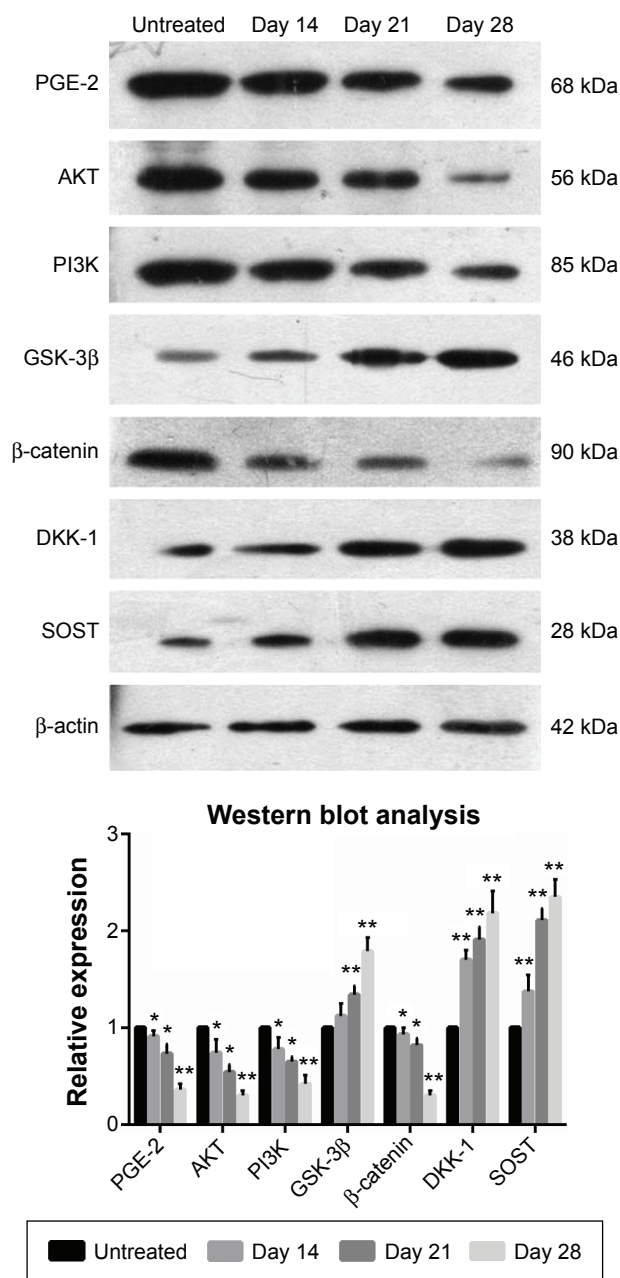 Untreated Day 14 Day 21 Day 28
PGE-2 68 kDa
AKT 56 kDa
PI3K 85 kDa
GSK-3β 46 kDa
β-catenin 90 kDa
DKK-1 38 kDa
SOST 28 kDa
β-actin 42 kDa
Western blot analysis
Relative expression
3
2
1
0
* * **
* * **
* * **
** **
* * **
** ** **
** ** **
PGE-2 AKT PI3K GSK-3β β-catenin DKK-1 SOST
Untreated Day 14 Day 21 Day 28